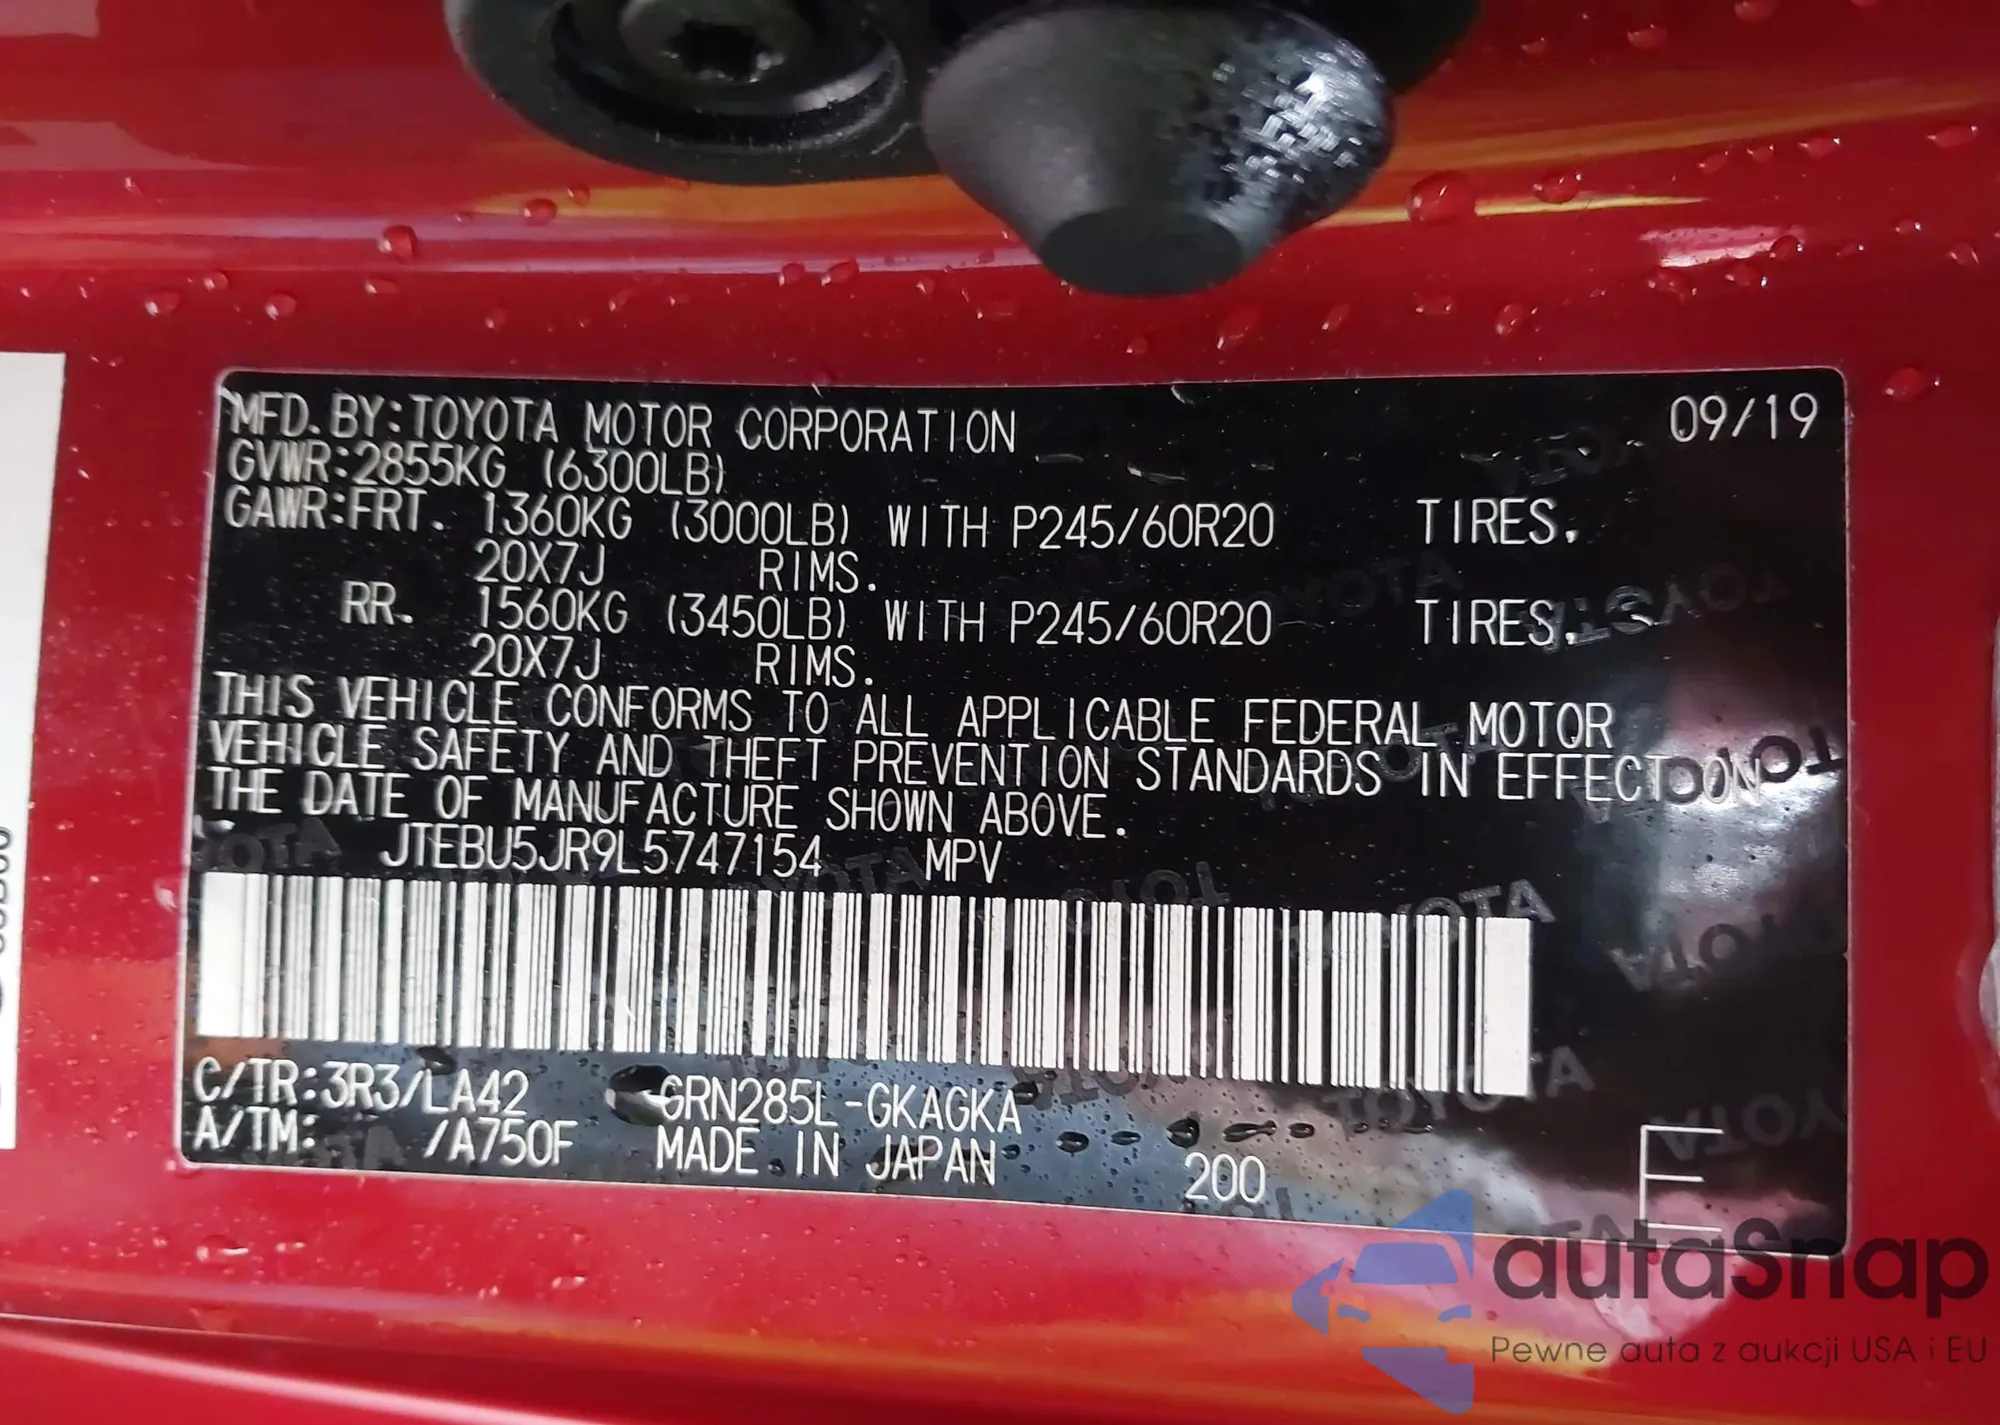 MFD. BY:TOYOTA MOTOR CORPORATION 09/19
GVWR:2855KG (6300LB)
GAWR:FRT. 1360KG (3000LB) WITH P245/60R20 TIRES.
20X7J RIMS.
RR. 1560KG (3450LB) WITH P245/60R20 TIRES.
20X7J RIMS.
THIS VEHICLE CONFORMS TO ALL APPLICABLE FEDERAL MOTOR
VEHICLE SAFETY AND THEFT PREVENTION STANDARDS IN EFFECT ON
THE DATE OF MANUFACTURE SHOWN ABOVE.
JTEBU5JR9L5747154 MPV
C/TR:3R3/LA42 GRN285L-GKAGKA
A/TM: /A750F MADE IN JAPAN 200 E
autaSnap
Pewne auta z aukcji USA i EU